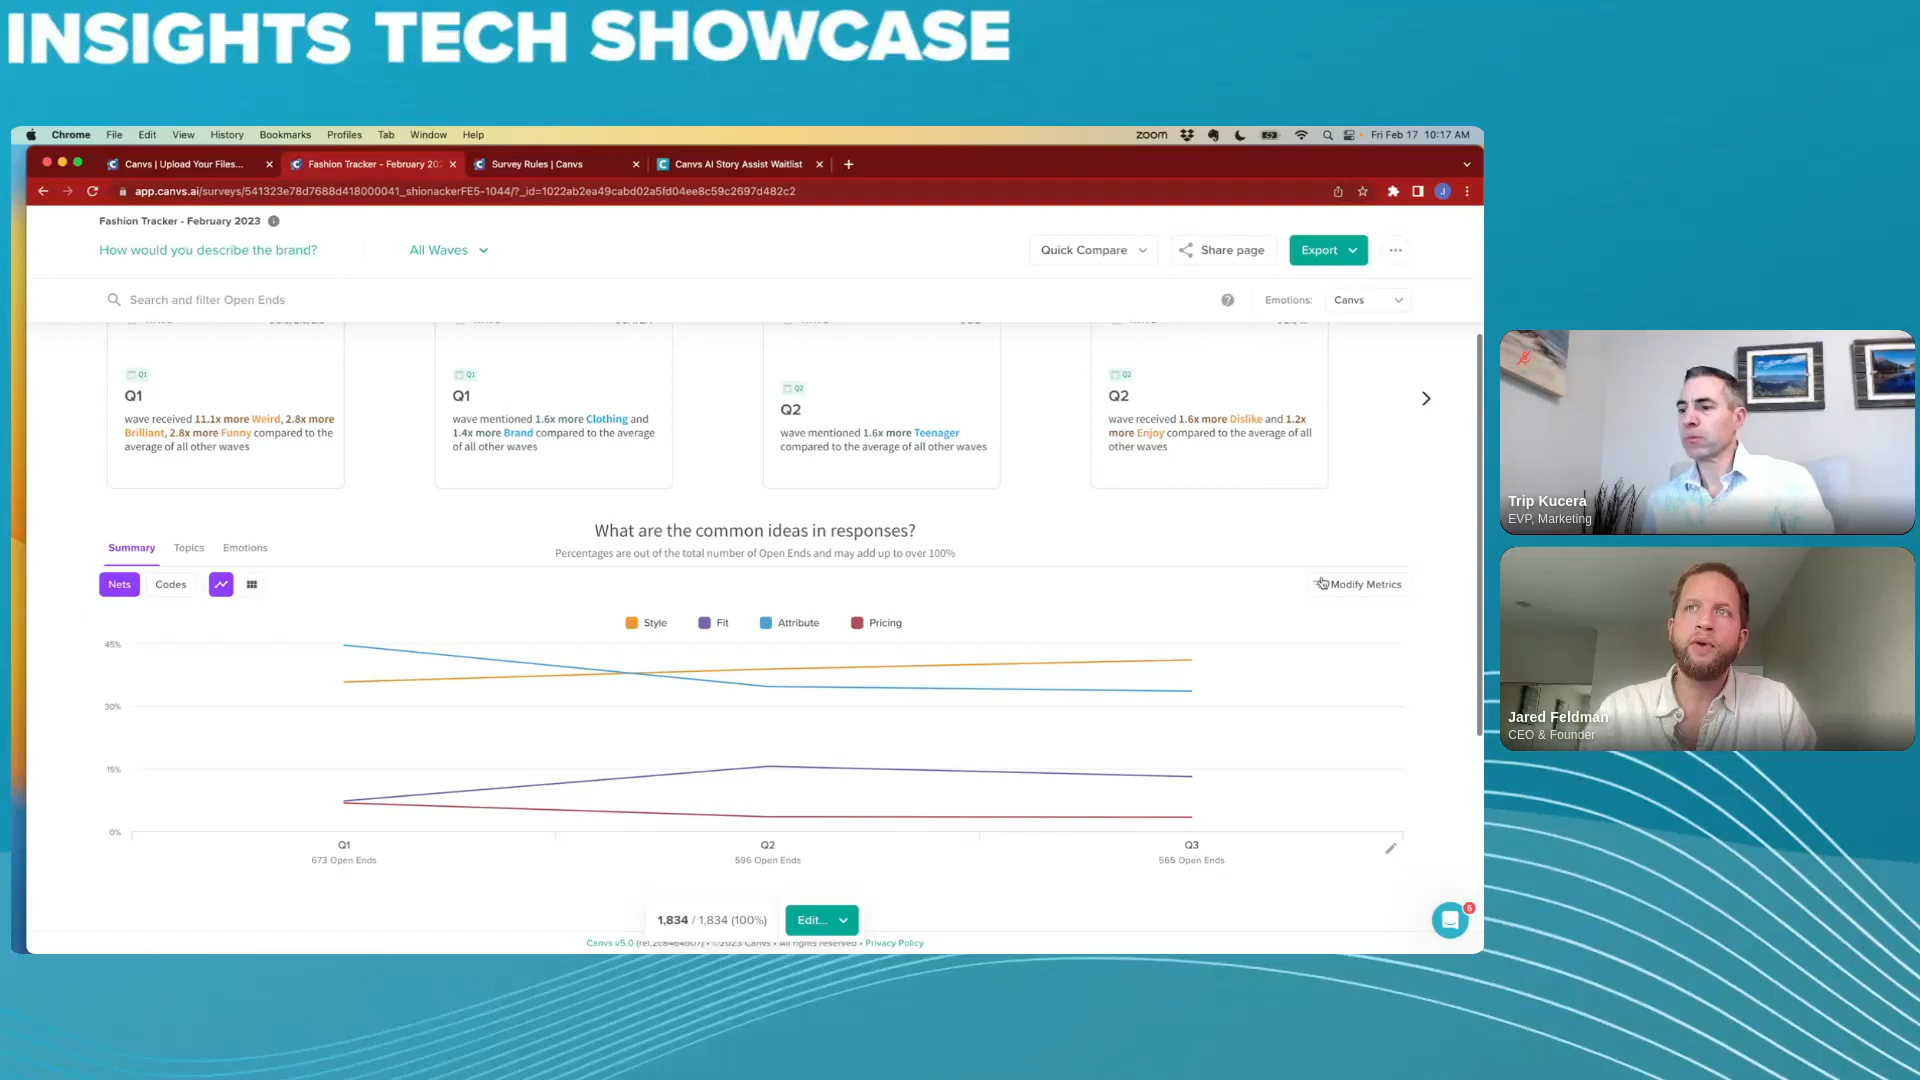 INSIGHTS TECH SHOWCASE
Chrome File Edit View History Bookmarks Profiles Tab Window Help
zoom Fri Feb 17 10:17 AM
Canvs | Upload Your Files...
Fashion Tracker - February 202
Survey Rules | Canvs
Canvs AI Story Assist Waitlist
app.canvs.ai/surveys/541323e78d7688d418000041_shionackerFE5-1044/?_id=1022ab2ea49cabd02a5fd04ee8c59c2697d482c2
J
Fashion Tracker - February 2023
How would you describe the brand?
All Waves
Quick Compare
Share page
Export
Search and filter Open Ends
Emotions:
Canvs
Q1
Q1
wave received 11.1x more Weird, 2.8x more
Brilliant, 2.8x more Funny compared to the
average of all other waves
Q1
Q1
wave mentioned 1.6x more Clothing and
1.4x more Brand compared to the average
of all other waves
Q2
Q2
wave mentioned 1.6x more Teenager
compared to the average of all other waves
Q2
Q2
wave received 1.6x more Dislike and 1.2x
more Enjoy compared to the average of all
other waves
What are the common ideas in responses?
Percentages are out of the total number of Open Ends and may add up to over 100%
Summary Topics Emotions
Nets Codes
Modify Metrics
Style Fit Attribute Pricing
45%
30%
15%
0%
Q1
673 Open Ends
Q2
596 Open Ends
Q3
565 Open Ends
1,834 / 1,834 (100%)
Edit...
5
Canvs v5.0 • ©2023 Canvs • All rights reserved • Privacy Policy
Trip Kucera
EVP, Marketing
Jared Feldman
CEO & Founder